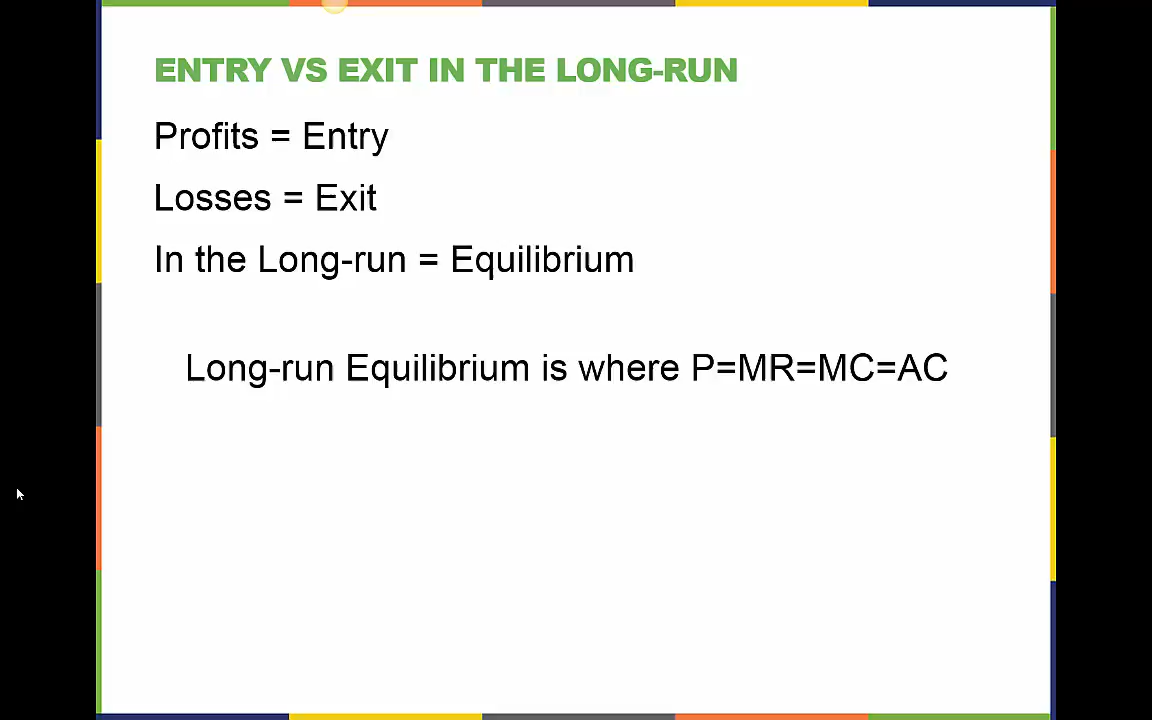 ENTRY VS EXIT IN THE LONG-RUN
Profits = Entry
Losses = Exit
In the Long-run = Equilibrium
Long-run Equilibrium is where P=MR=MC=AC